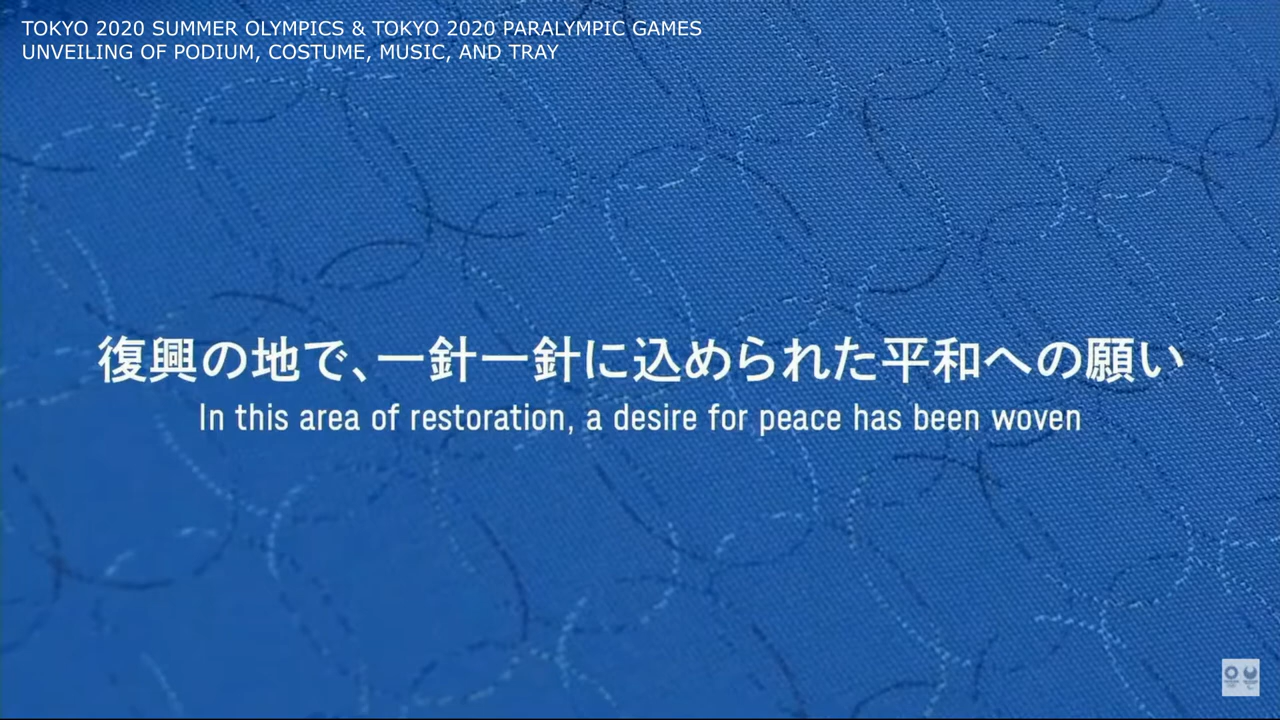 TOKYO 2020 SUMMER OLYMPICS & TOKYO 2020 PARALYMPIC GAMES
UNVEILING OF PODIUM, COSTUME, MUSIC, AND TRAY
復興の地で、一針一針に込められた平和への願い
In this area of restoration, a desire for peace has been woven